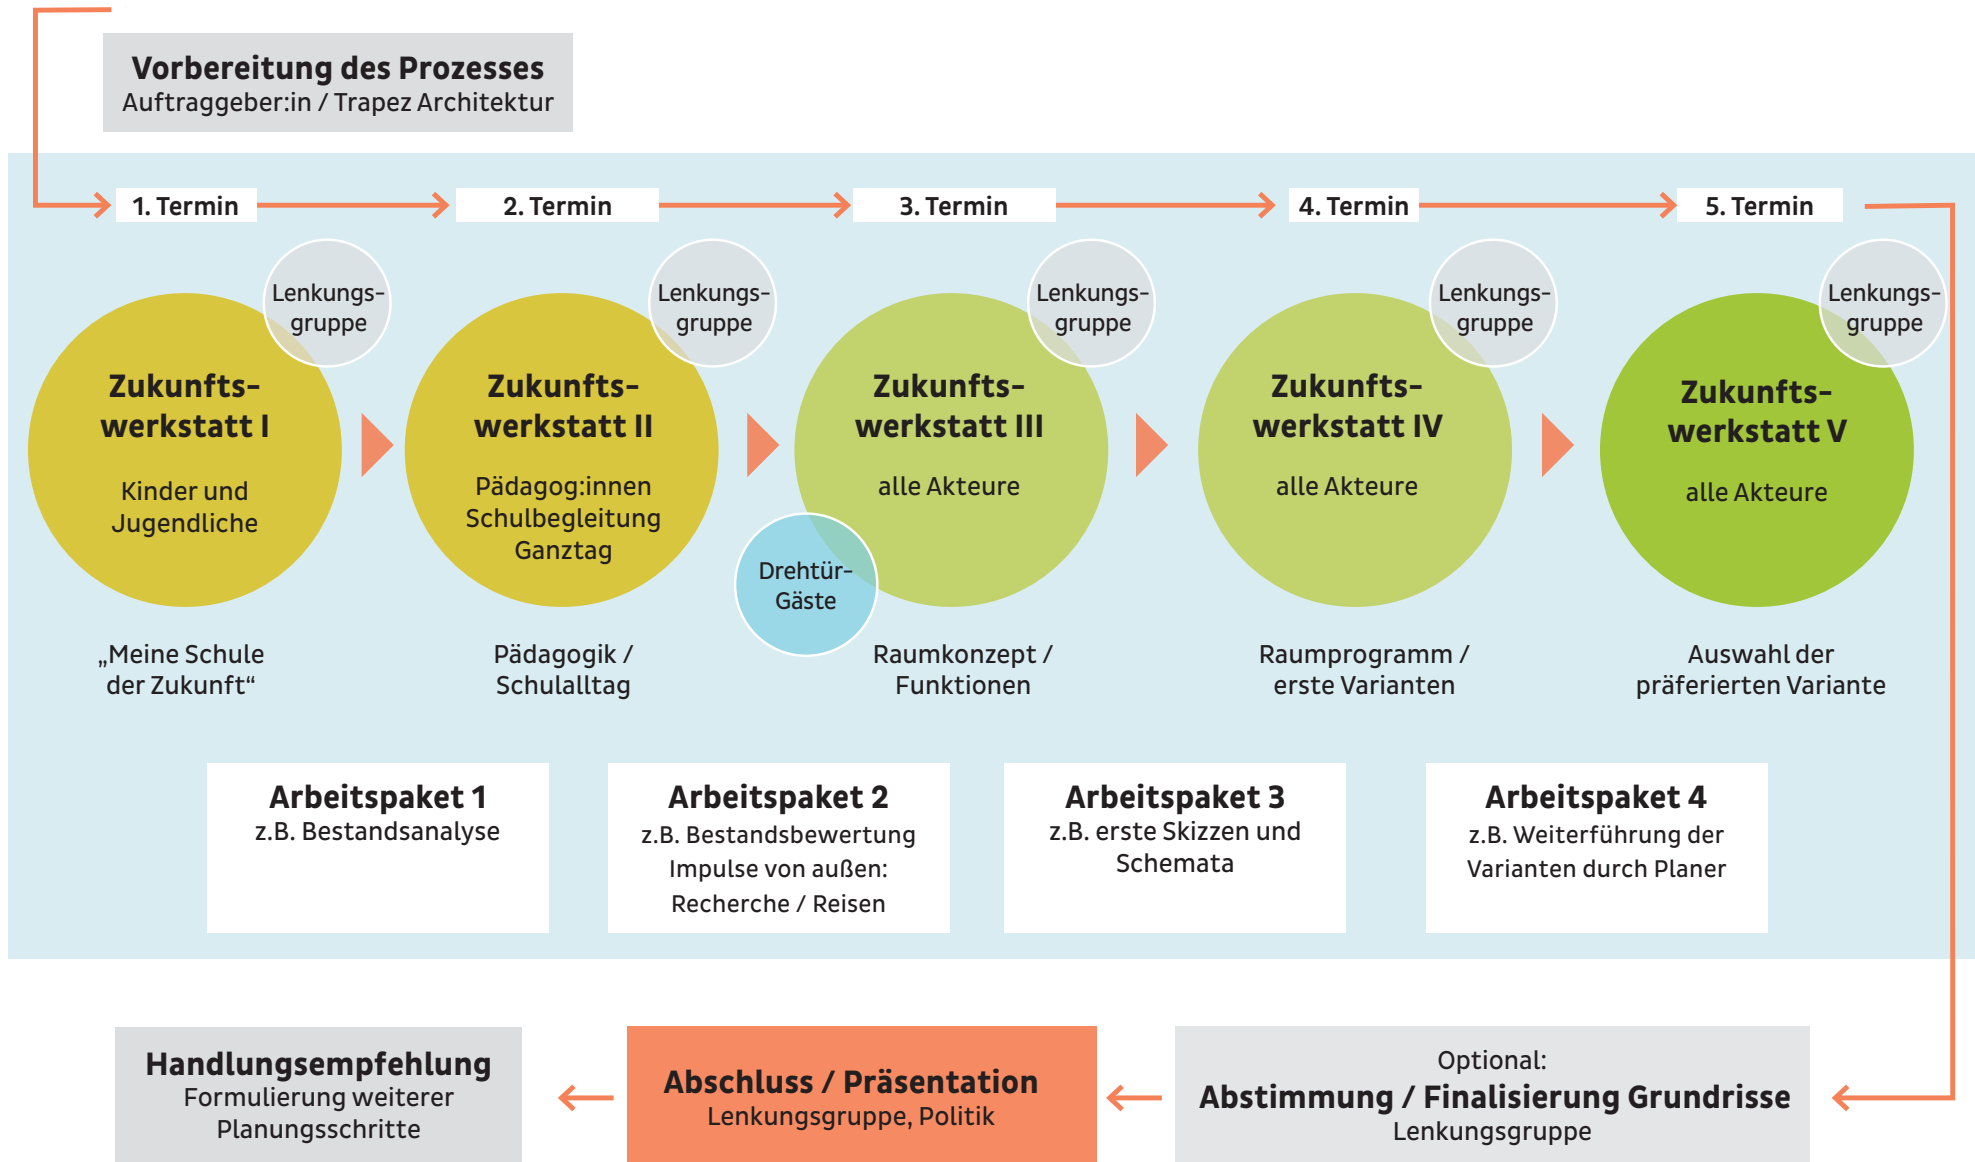 Vorbereitung des Prozesses
Auftraggeber:in / Trapez Architektur
1. Termin
2. Termin
3. Termin
4. Termin
5. Termin
Lenkungs-
gruppe
Zukunfts-
werkstatt I
Kinder und
Jugendliche
„Meine Schule
der Zukunft“
Lenkungs-
gruppe
Zukunfts-
werkstatt II
Pädagog:innen
Schulbegleitung
Ganztag
Pädagogik /
Schulalltag
Lenkungs-
gruppe
Zukunfts-
werkstatt III
alle Akteure
Drehtür-
Gäste
Raumkonzept /
Funktionen
Lenkungs-
gruppe
Zukunfts-
werkstatt IV
alle Akteure
Raumprogramm /
erste Varianten
Lenkungs-
gruppe
Zukunfts-
werkstatt V
alle Akteure
Auswahl der
präferierten Variante
Arbeitspaket 1
z.B. Bestandsanalyse
Arbeitspaket 2
z.B. Bestandsbewertung
Impulse von außen:
Recherche / Reisen
Arbeitspaket 3
z.B. erste Skizzen und
Schemata
Arbeitspaket 4
z.B. Weiterführung der
Varianten durch Planer
Handlungsempfehlung
Formulierung weiterer
Planungsschritte
Abschluss / Präsentation
Lenkungsgruppe, Politik
Optional:
Abstimmung / Finalisierung Grundrisse
Lenkungsgruppe